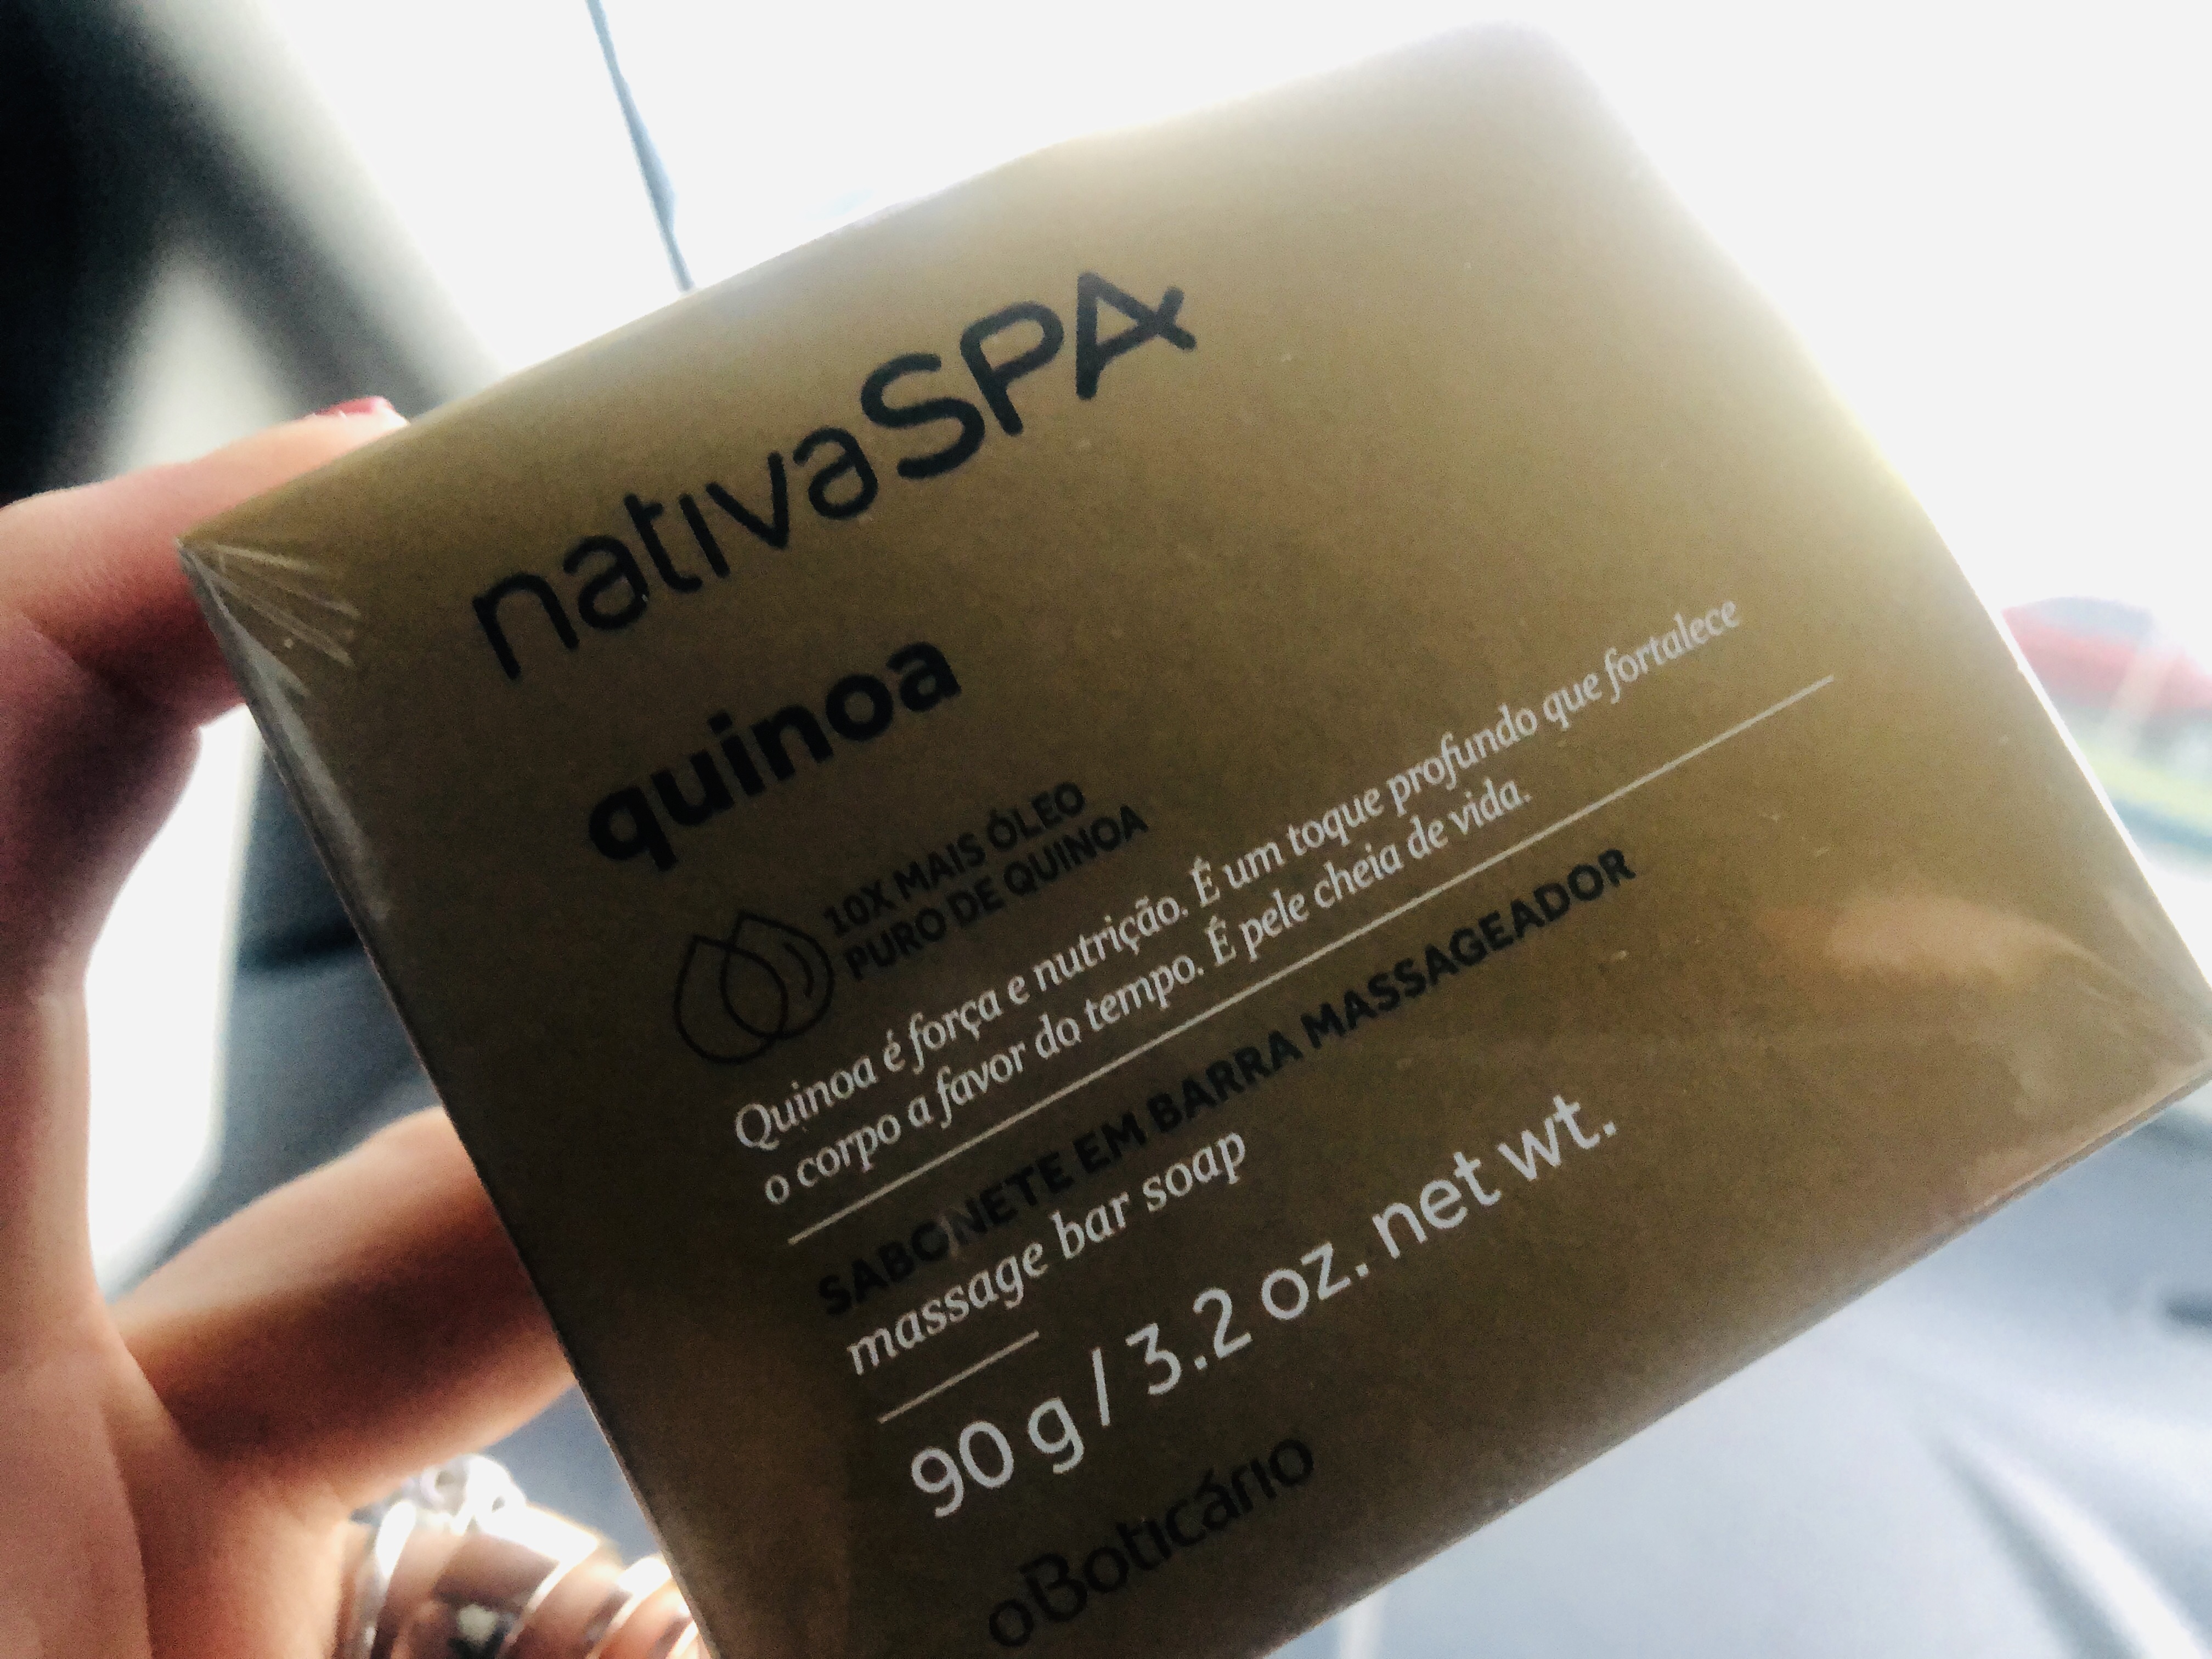 nativaSPA
quinoa
10X MAIS ÓLEO
PURO DE QUINOA
Quinoa é força e nutrição. É um toque profundo que fortalece
o corpo a favor do tempo. É pele cheia de vida.
SABONETE EM BARRA MASSAGEADOR
massage bar soap
90 g / 3.2 oz. net wt.
oBoticário